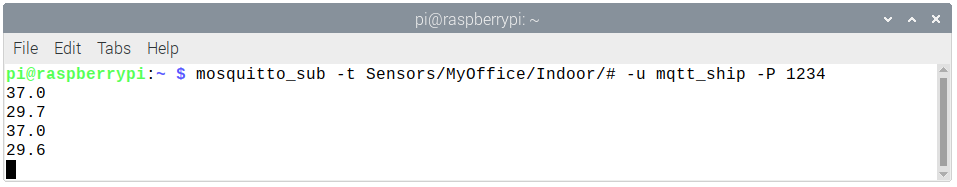 pi@raspberrypi: ~
File Edit Tabs Help
pi@raspberrypi:~ $ mosquitto_sub -t Sensors/MyOffice/Indoor/# -u mqtt_ship -P 1234
37.0
29.7
37.0
29.6